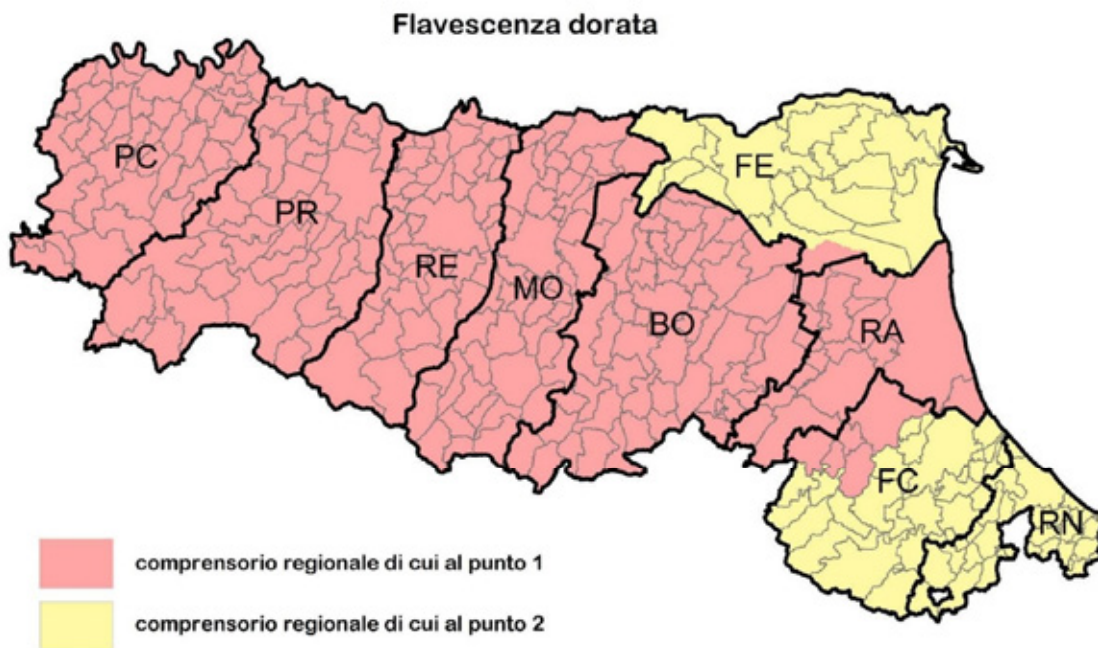 Flavescenza dorata
PC
PR
RE
MO
BO
FE
RA
FC
RN
comprensorio regionale di cui al punto 1
comprensorio regionale di cui al punto 2